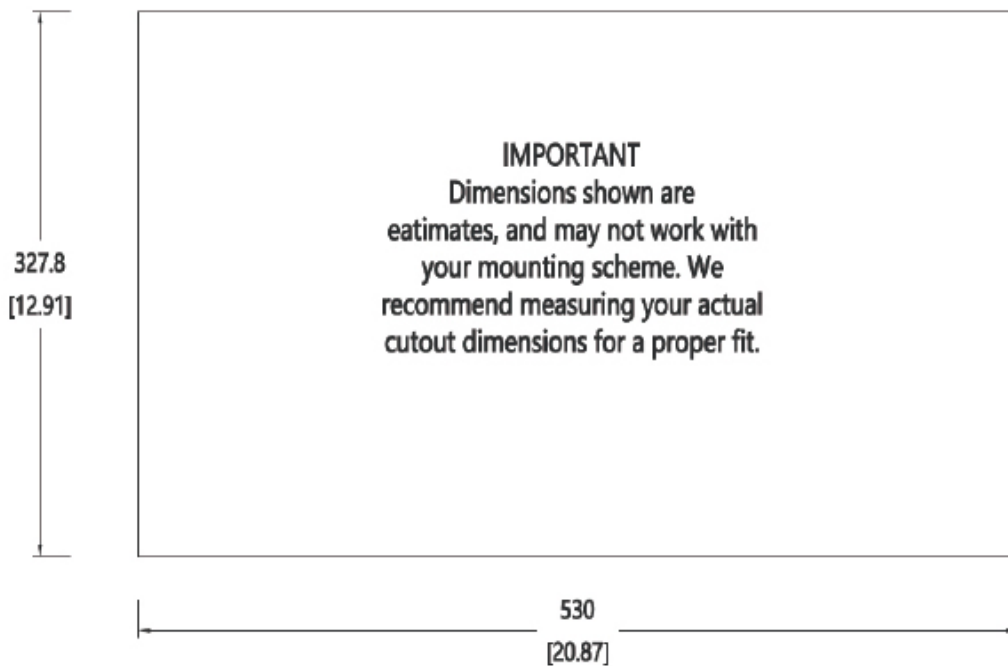 IMPORTANT
Dimensions shown are
eatimates, and may not work with
your mounting scheme. We
recommend measuring your actual
cutout dimensions for a proper fit.
327.8
[12.91]
530
[20.87]